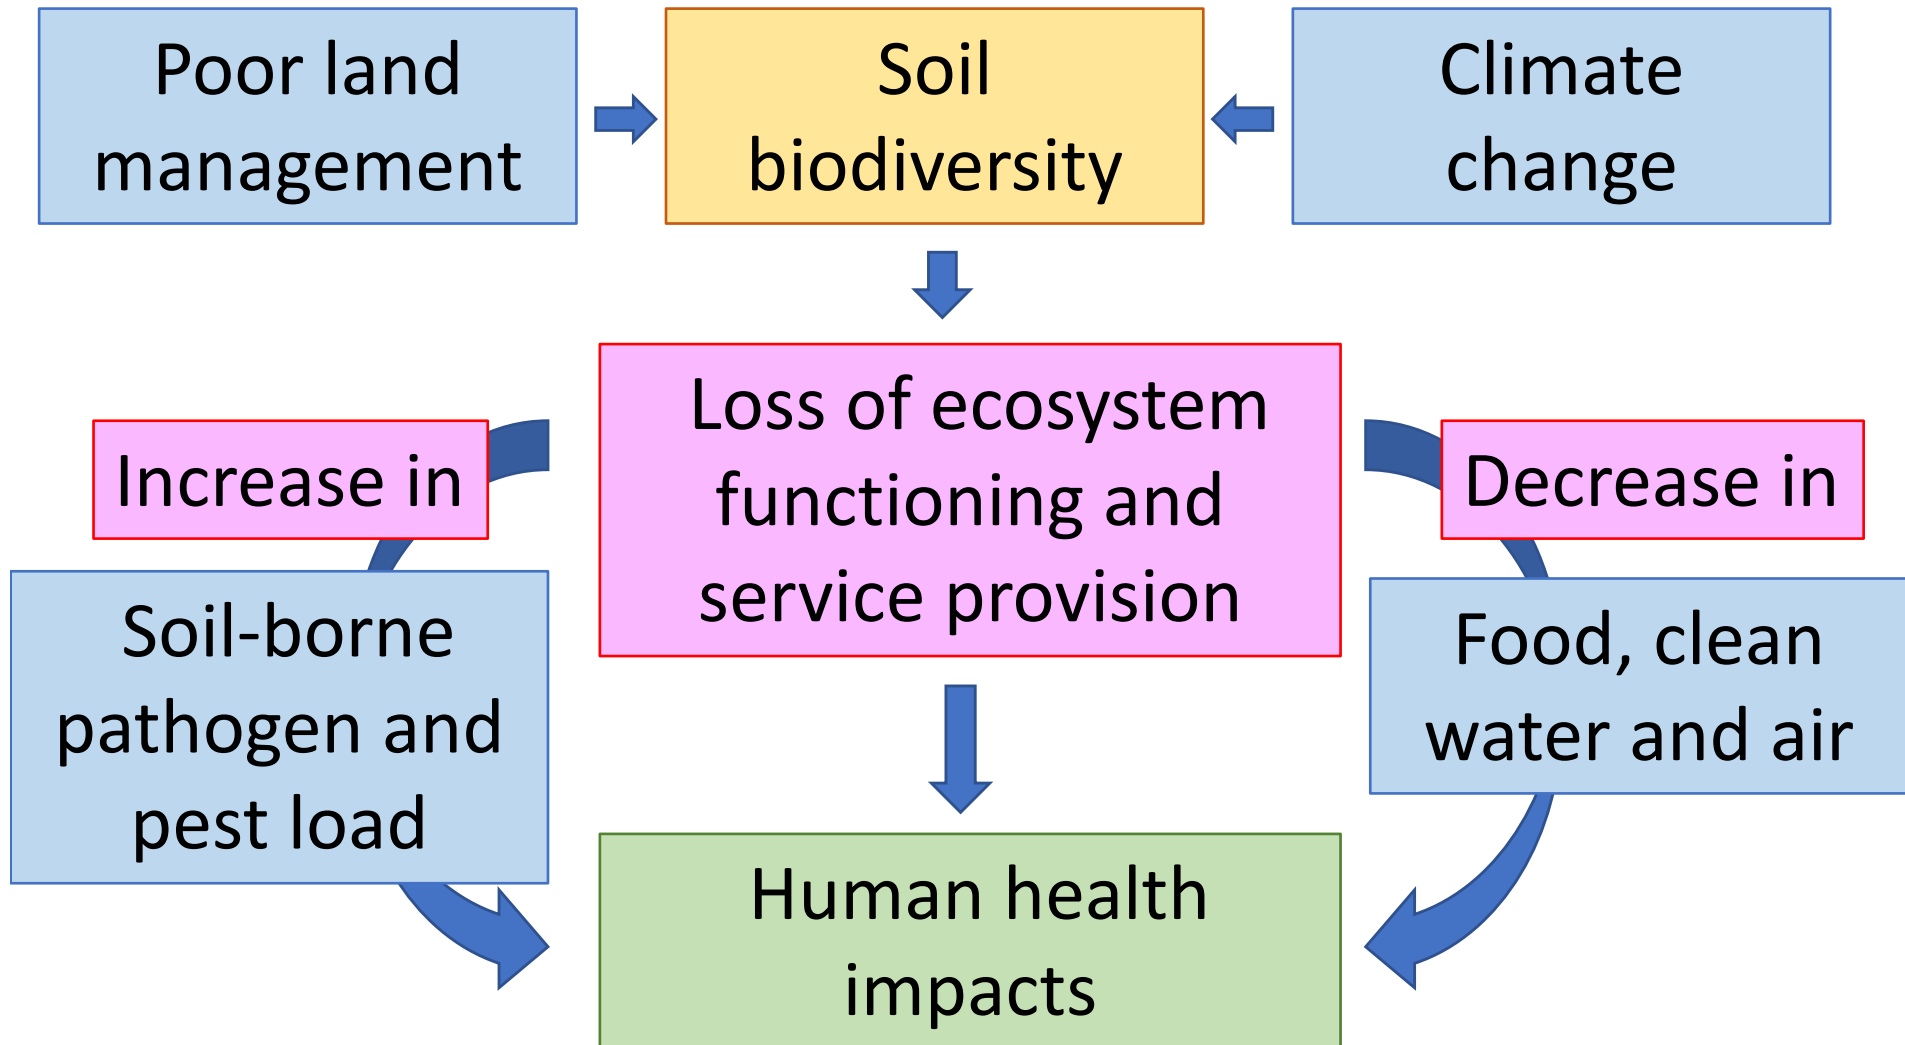 Poor land
management
Soil
biodiversity
Climate
change
Loss of ecosystem
functioning and
service provision
Increase in
Soil-borne
pathogen and
pest load
Decrease in
Food, clean
water and air
Human health
impacts